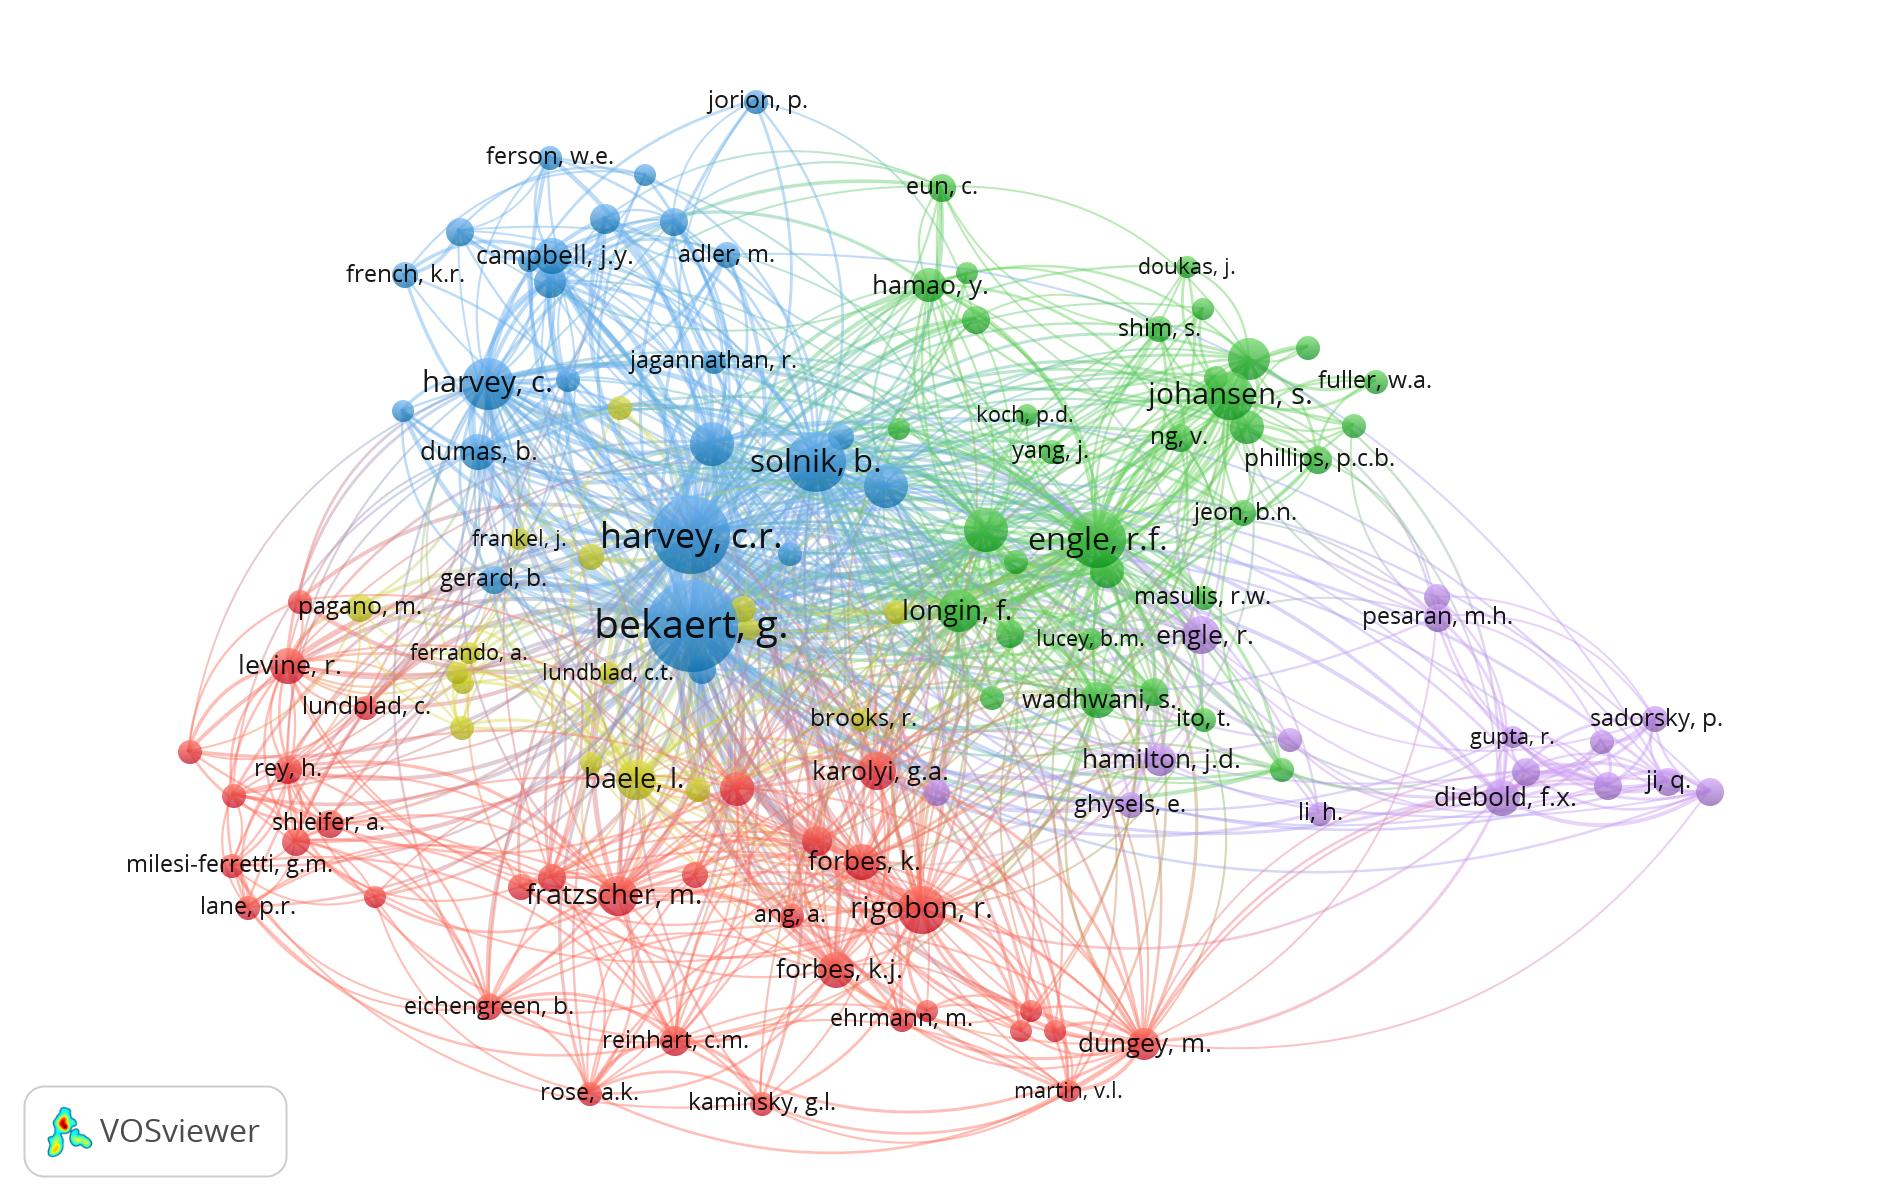 jorion, p.
ferson, w.e.
eun, c.
campbell, j.y.
adler, m.
french, k.r.
hamao, y.
doukas, j.
shim, s.
jagannathan, r.
harvey, c.
johansen, s.
fuller, w.a.
koch, p.d.
ng, v.
yang, j.
dumas, b.
solnik, b.
phillips, p.c.b.
jeon, b.n.
frankel, j.
harvey, c.r.
engle, r.f.
gerard, b.
masulis, r.w.
pagano, m.
longin, f.
pesaran, m.h.
bekaert, g.
lucey, b.m.
engle, r.
ferrando, a.
levine, r.
lundblad, c.t.
wadhwani, s.
lundblad, c.
brooks, r.
ito, t.
sadorsky, p.
gupta, r.
hamilton, j.d.
rey, h.
karolyi, g.a.
baele, l.
ji, q.
diebold, f.x.
ghysels, e.
li, h.
shleifer, a.
milesi-ferretti, g.m.
forbes, k.
fratzscher, m.
lane, p.r.
ang, a.
rigobon, r.
forbes, k.j.
eichengreen, b.
ehrmann, m.
reinhart, c.m.
dungey, m.
rose, a.k.
kaminsky, g.l.
martin, v.l.
VOSviewer